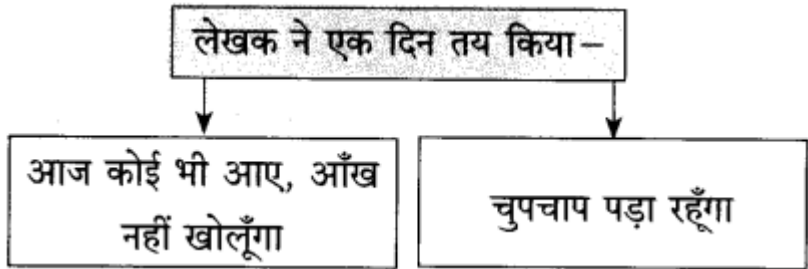 लेखक ने एक दिन तय किया–
आज कोई भी आए, आँख
नहीं खोलूँगा
चुपचाप पड़ा रहूँगा